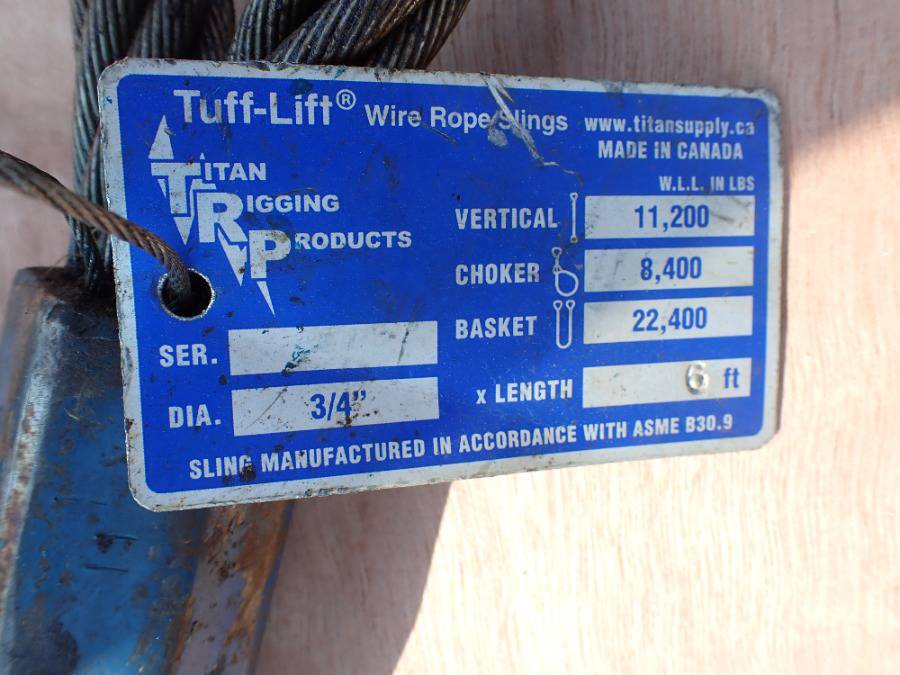 Tuff-Lift® Wire Rope Slings www.titansupply.ca
MADE IN CANADA
TITAN
RIGGING
PRODUCTS
W.L.L. IN LBS
VERTICAL 11,200
CHOKER 8,400
BASKET 22,400
SER.
DIA. 3/4"
x LENGTH 6 ft
SLING MANUFACTURED IN ACCORDANCE WITH ASME B30.9